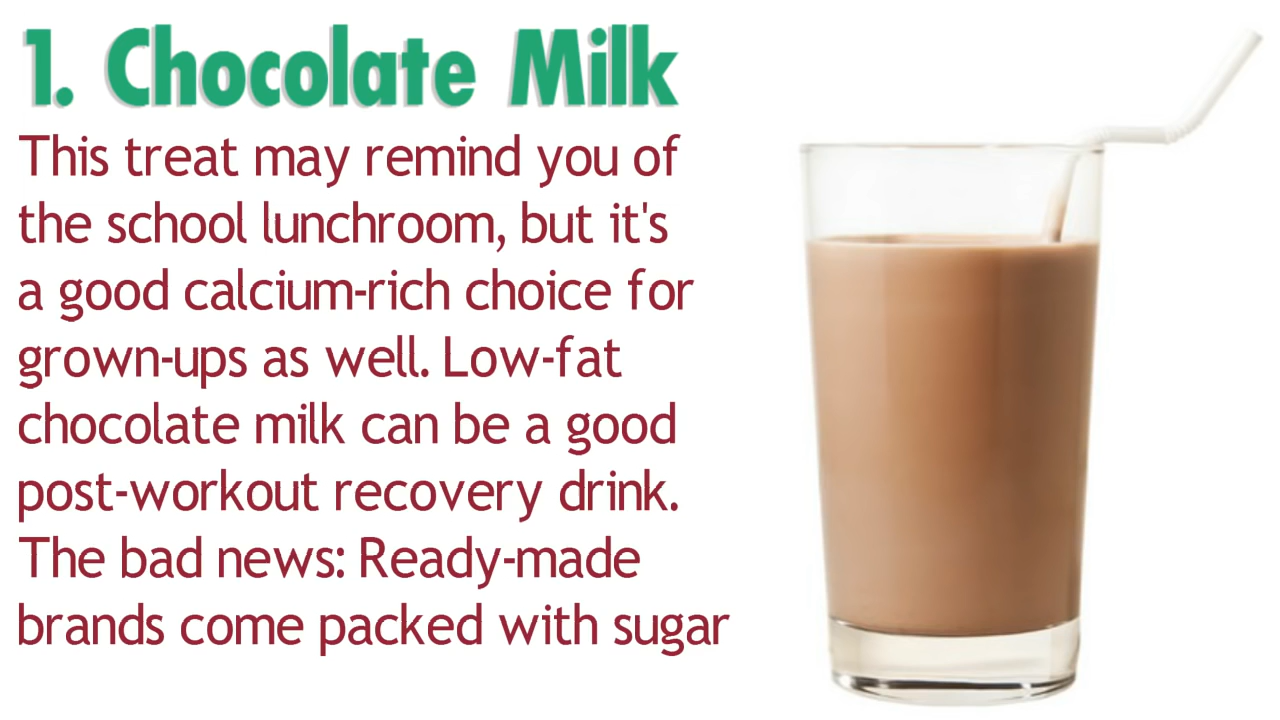 1. Chocolate Milk
This treat may remind you of
the school lunchroom, but it's
a good calcium-rich choice for
grown-ups as well. Low-fat
chocolate milk can be a good
post-workout recovery drink.
The bad news: Ready-made
brands come packed with sugar